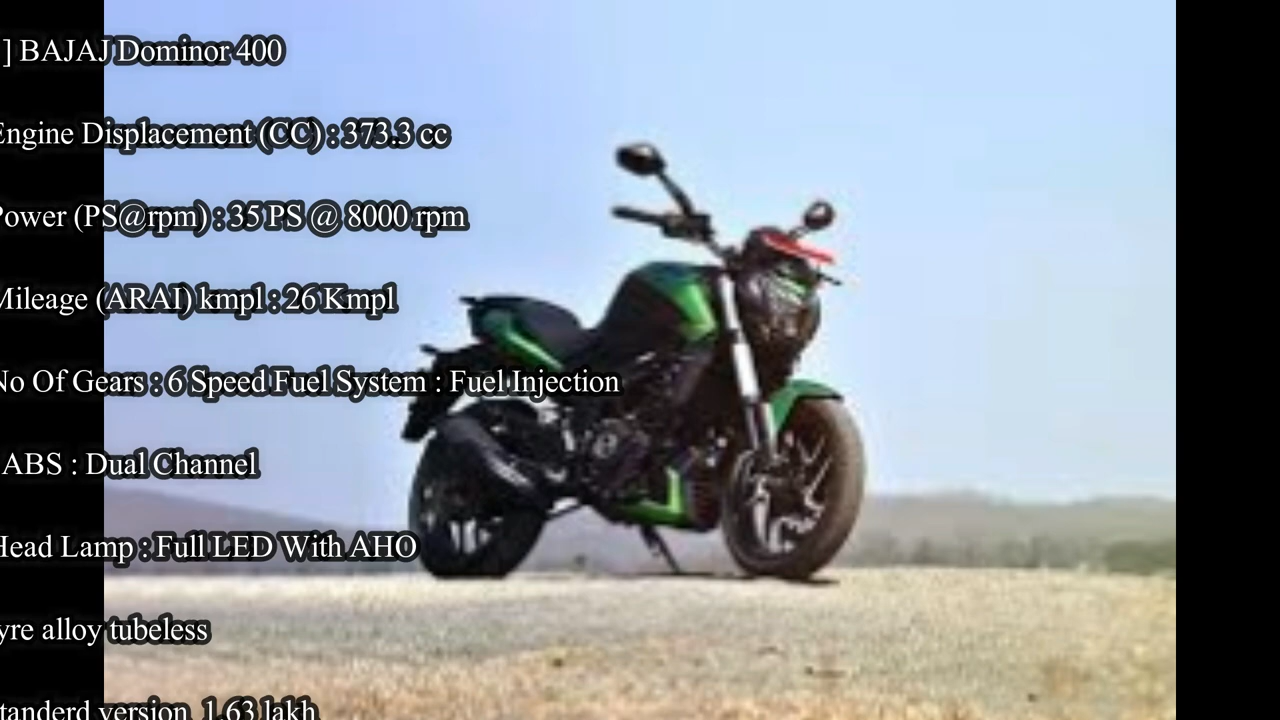 ] BAJAJ Dominor 400
Engine Displacement (CC) : 373.3 cc
Power (PS@rpm) : 35 PS @ 8000 rpm
Mileage (ARAI) kmpl : 26 Kmpl
No Of Gears : 6 Speed Fuel System : Fuel Injection
ABS : Dual Channel
Head Lamp : Full LED With AHO
yre alloy tubeless
tanderd version 1.63 lakh